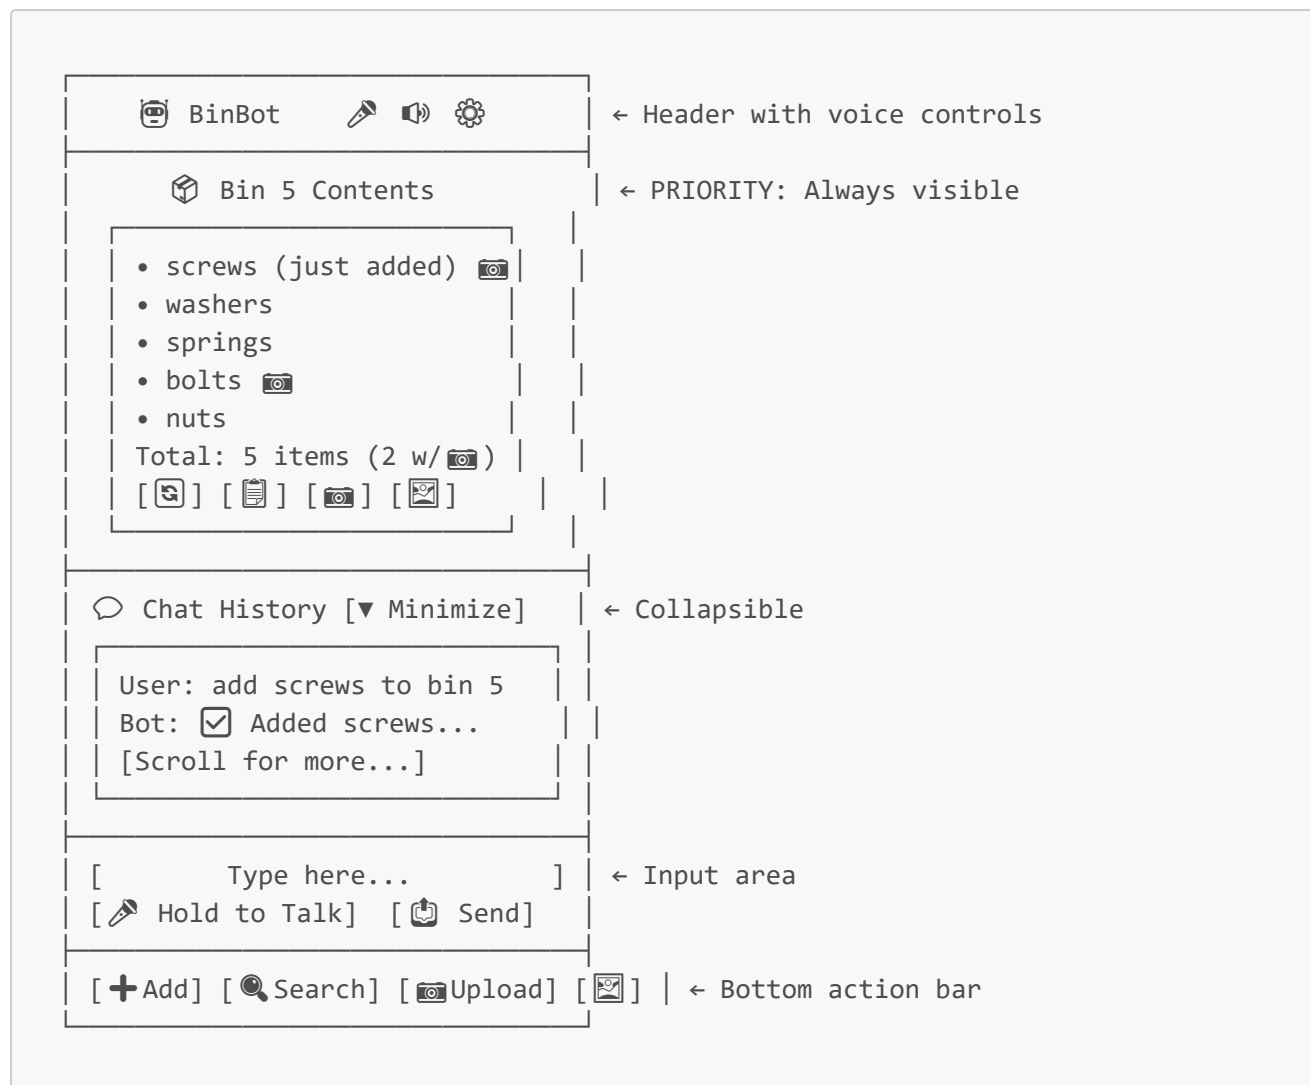 🤖 BinBot 🎤 🔊 ⚙️ ← Header with voice controls
📦 Bin 5 Contents ← PRIORITY: Always visible
• screws (just added) 📷
• washers
• springs
• bolts 📷
• nuts
Total: 5 items (2 w/📷)
[🔄] [📋] [📷] [🖼️]
💬 Chat History [▼ Minimize] ← Collapsible
User: add screws to bin 5
Bot: ✅ Added screws...
[Scroll for more...]
[ Type here... ] ← Input area
[🎤 Hold to Talk] [📤 Send]
[➕Add] [🔍Search] [📷Upload] [🖼️] ← Bottom action bar